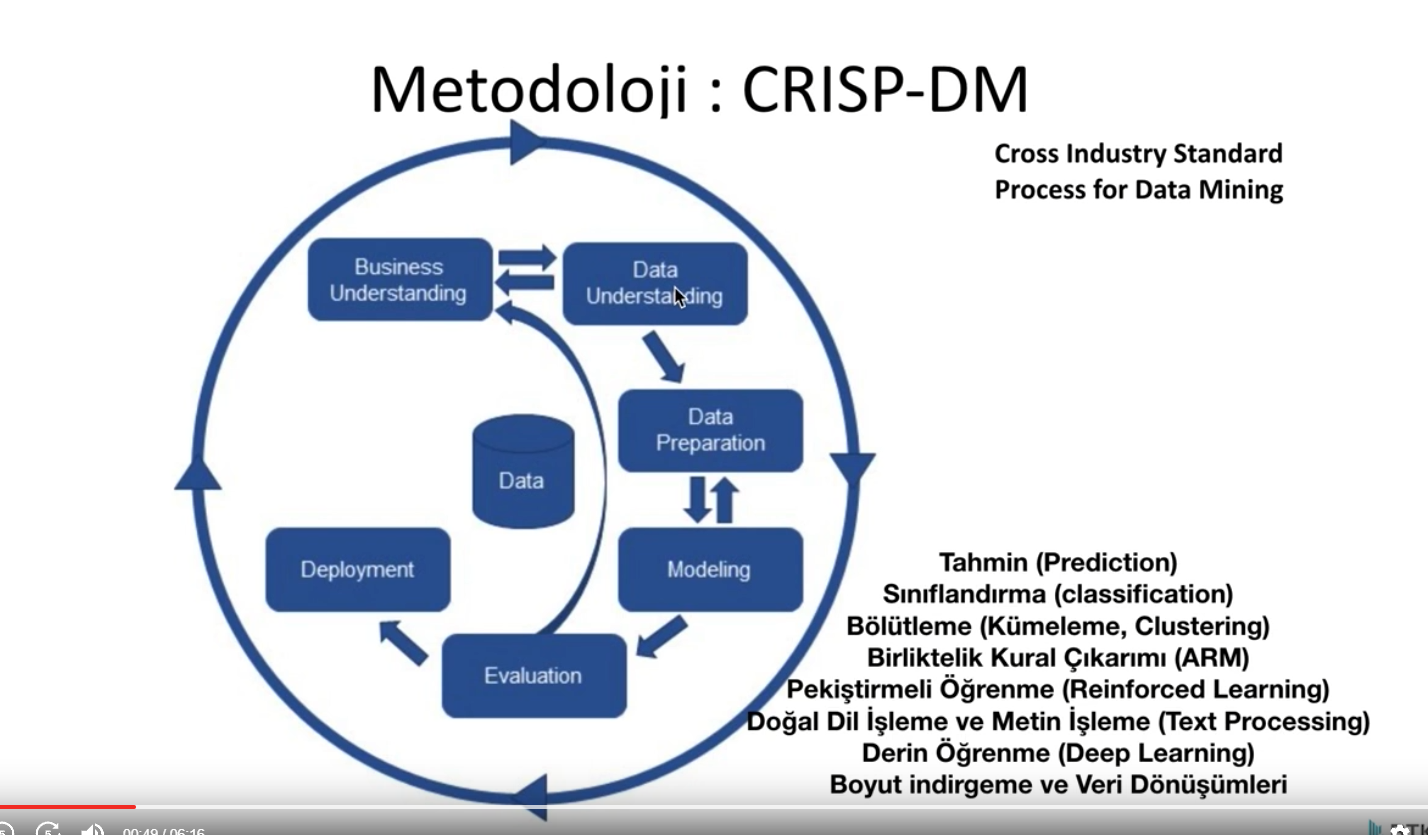 Metodoloji : CRISP-DM
Cross Industry Standard
Process for Data Mining
Business
Understanding
Data
Understanding
Data
Preparation
Data
Deployment
Modeling
Evaluation
Tahmin (Prediction)
Sınıflandırma (classification)
Bölütleme (Kümeleme, Clustering)
Birliktelik Kural Çıkarımı (ARM)
Pekiştirmeli Öğrenme (Reinforced Learning)
Doğal Dil İşleme ve Metin İşleme (Text Processing)
Derin Öğrenme (Deep Learning)
Boyut indirgeme ve Veri Dönüşümleri
5
00:49 / 06:16